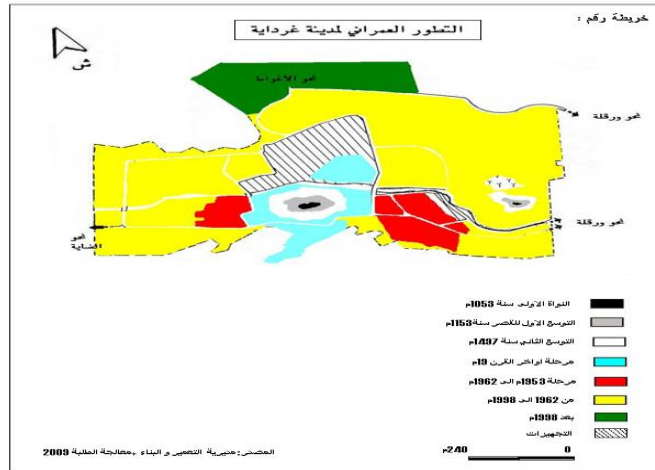 خريطة رقم :
التطور العمراني لمدينة غرداية
ش
نحو الأغواط
نحو ورقلة
نحو ورقلة
نحو
الضاية
النواة الأولى سنة 1053م
التوسع الأول للقصر سنة 1153م
التوسع الثاني سنة 1497م
مرحلة أواخر القرن 19م
مرحلة 1953م الى 1962م
من 1962 الى 1998م
بعد 1998م
التجهيزات
240م 0
المصدر: مديرية التعمير و البناء +معالجة الطلبة 2009